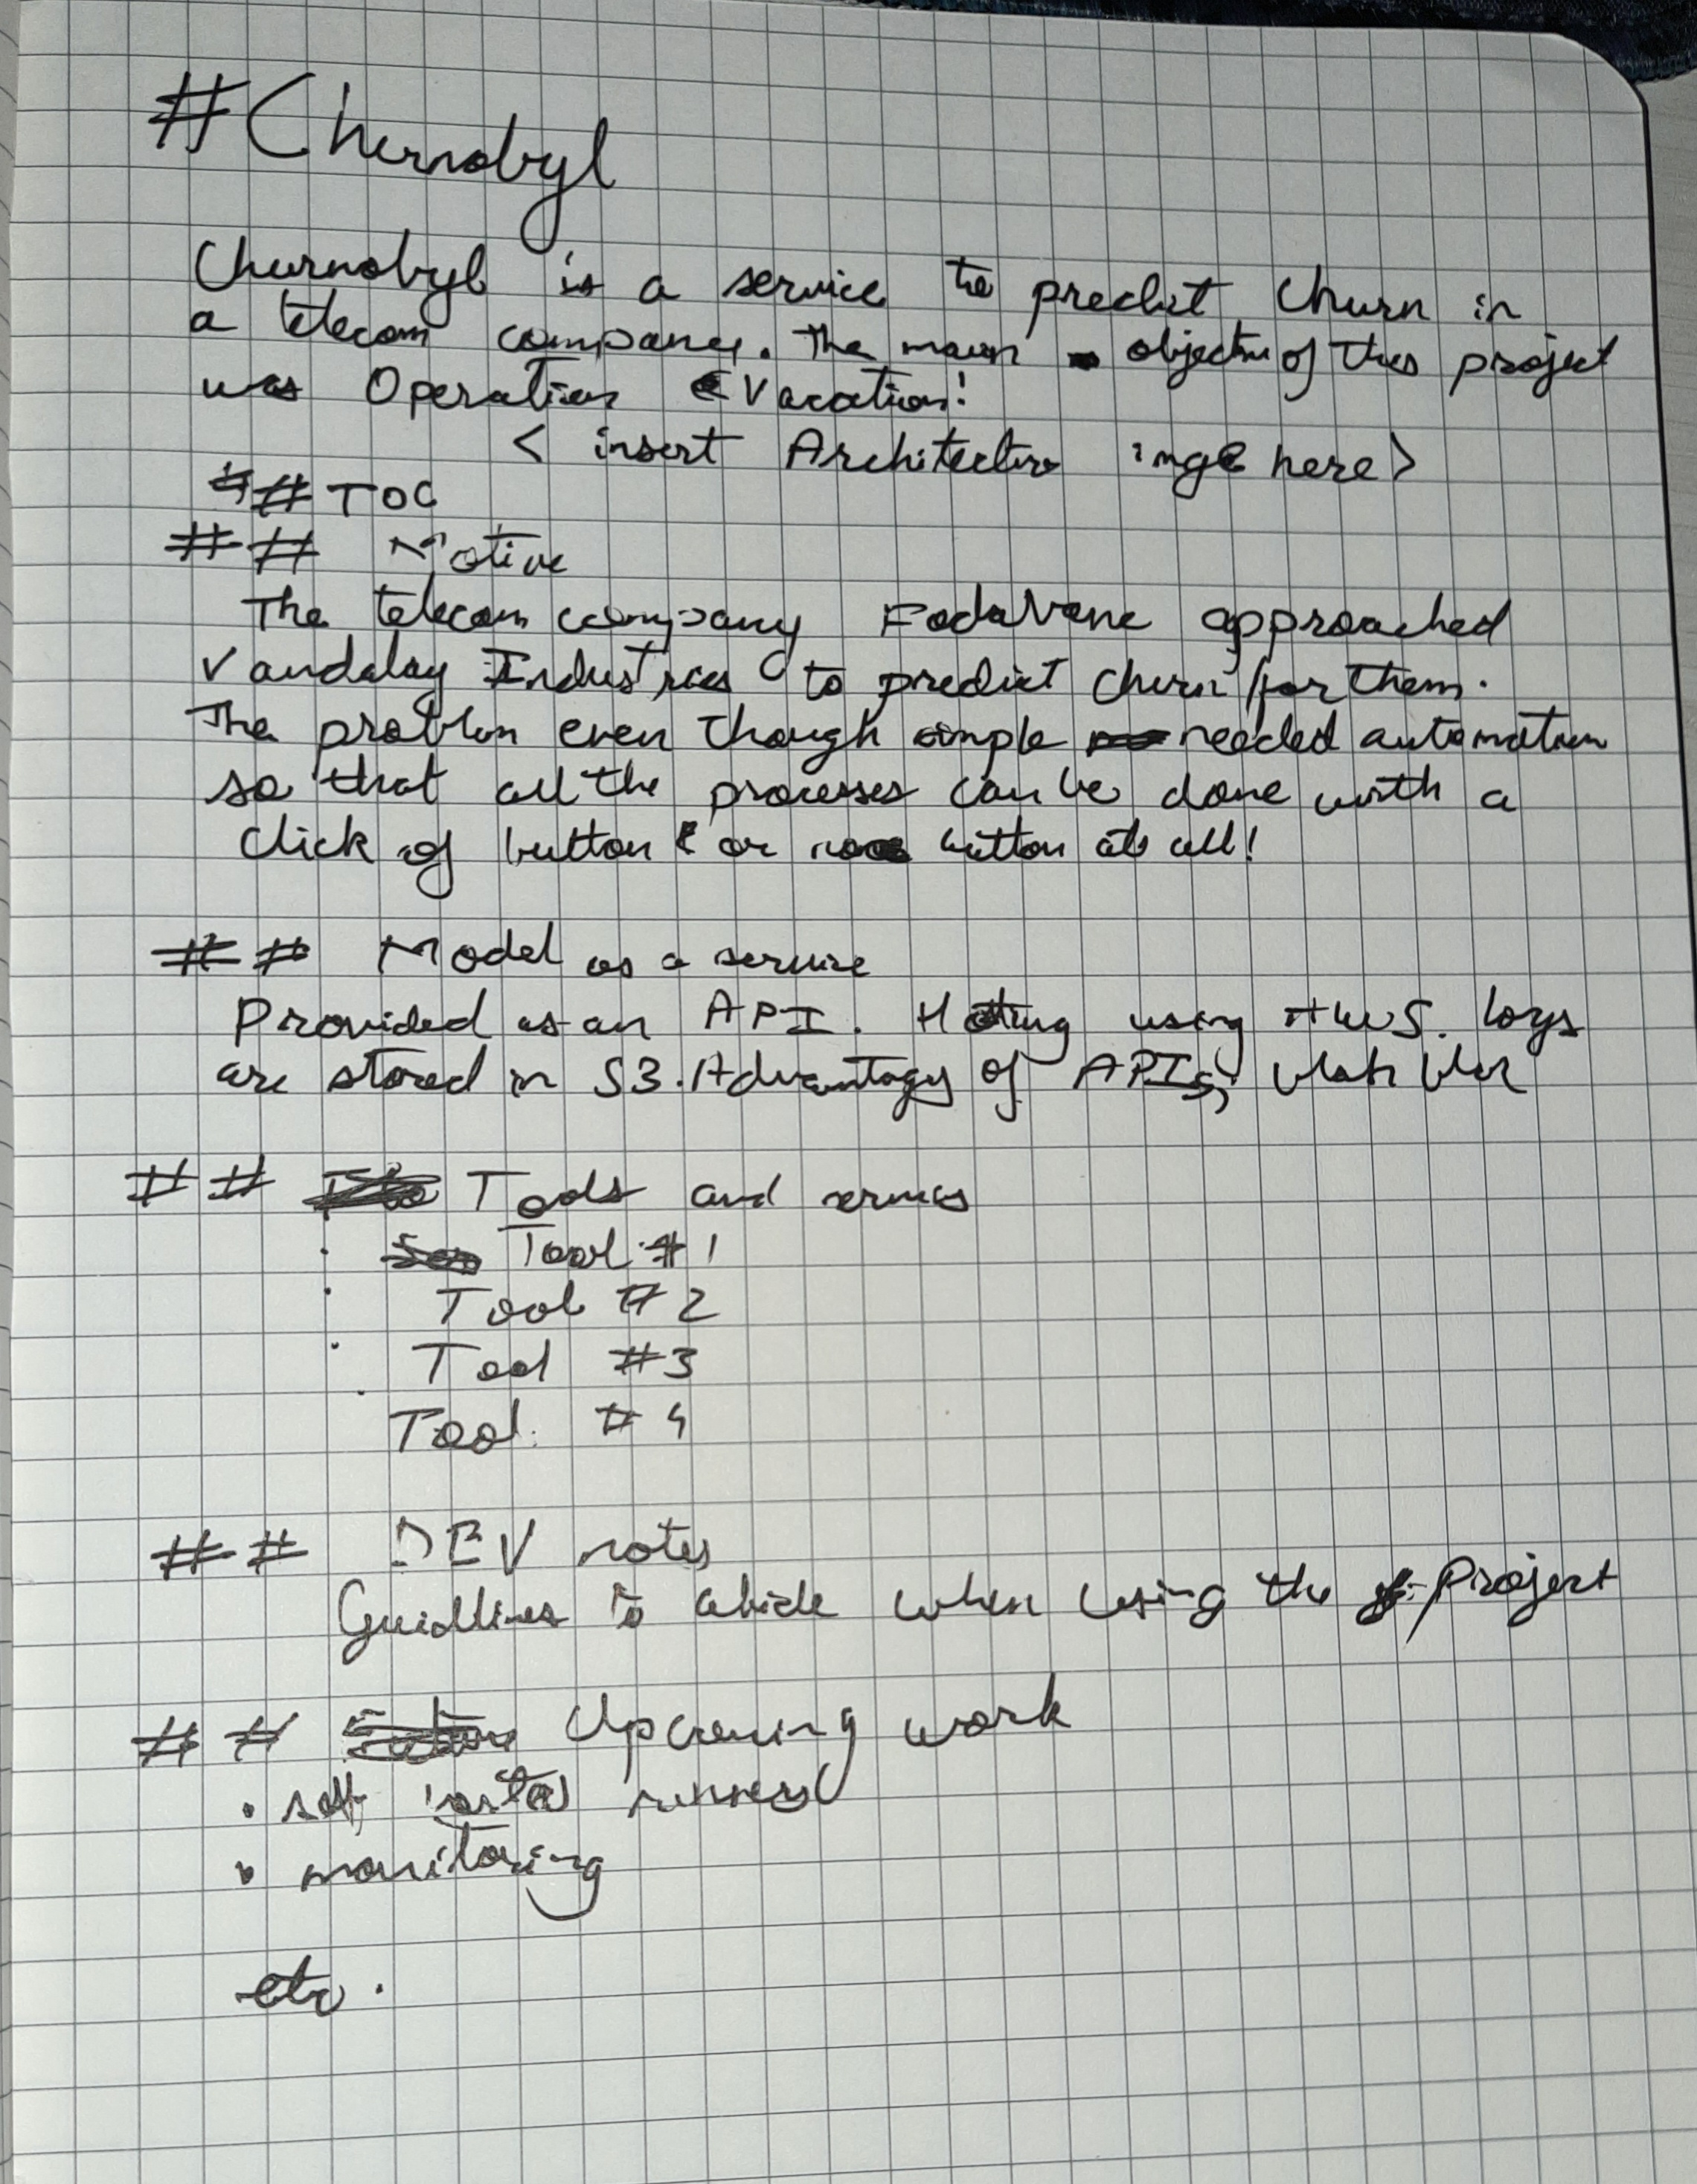 #Chernobyl
Churnobyl is a service to predict churn in
a telecom company. The main objective of this project
was Operation Vacation!
< insert Architecture image here>
## TOC
## Motive
The telecom company FodaVone approached
Vandalay Industries to predict churn for them.
The problem even though simple needed automation
so that all the processes can be done with a
click of button or no button at all!
## Model as a service
Provided as an API. Hosting using AWS. Logs
are stored in S3. Advantages of APIs, blah blah
## Tools and services
· Tool #1
· Tool #2
· Tool #3
· Tool #4
## DEV notes
Guidlines to abide when using the project
## Upcoming work
· self hosted runners
· monitoring
etc.